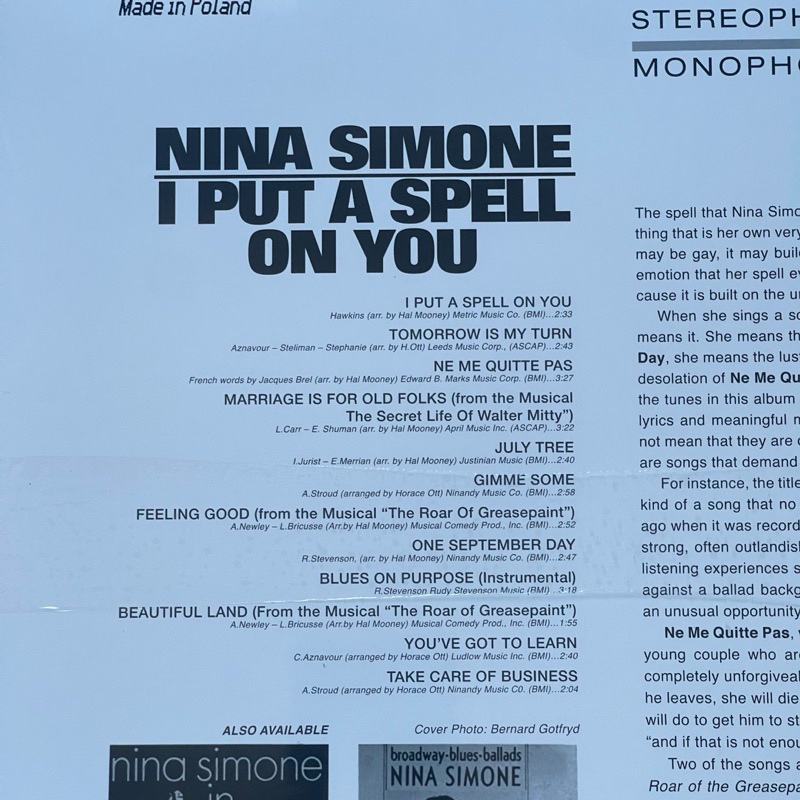 Made in Poland
STEREOPH
MONOPHO
NINA SIMONE
I PUT A SPELL
ON YOU
I PUT A SPELL ON YOU
Hawkins (arr. by Hal Mooney) Metric Music Co. (BMI)...2:33
TOMORROW IS MY TURN
Aznavour – Stellman – Stephanie (arr. by H.Ott) Leeds Music Corp., (ASCAP)...2:43
NE ME QUITTE PAS
French words by Jacques Brel (arr. by Hal Mooney) Edward B. Marks Music Corp. (BMI)...3:27
MARRIAGE IS FOR OLD FOLKS (from the Musical
The Secret Life Of Walter Mitty”)
L.Carr – E. Shuman (arr. by Hal Mooney) April Music Inc. (ASCAP)...3:22
JULY TREE
I.Jurist – E.Merrian (arr. by Hal Mooney) Justinian Music (BMI)...2:40
GIMME SOME
A.Stroud (arranged by Horace Ott) Ninandy Music Co. (BMI)...2:58
FEELING GOOD (from the Musical “The Roar Of Greasepaint”)
A.Newley – L.Bricusse (Arr.by Hal Mooney) Musical Comedy Prod., Inc. (BMI)...2:52
ONE SEPTEMBER DAY
R.Stevenson, (arr. by Hal Mooney) Ninandy Music Co. (BMI)...2:47
BLUES ON PURPOSE (Instrumental)
R.Stevenson Rudy Stevenson Music (BMI)...3:18
BEAUTIFUL LAND (From the Musical “The Roar of Greasepaint”)
A.Newley – L.Bricusse (Arr.by Hal Mooney) Musical Comedy Prod., Inc. (BMI)...1:55
YOU’VE GOT TO LEARN
C.Aznavour (arranged by Horace Ott) Ludlow Music Inc. (BMI)...2:40
TAKE CARE OF BUSINESS
A.Stroud (arranged by Horace Ott) Ninandy Music C0. (BMI)...2:04
ALSO AVAILABLE
Cover Photo: Bernard Gotfryd
nina simone
in
broadway·blues·ballads
NINA SIMONE
The spell that Nina Simo
thing that is her own very
may be gay, it may buil
emotion that her spell e
cause it is built on the u
When she sings a so
means it. She means th
Day, she means the lus
desolation of Ne Me Qu
the tunes in this album
lyrics and meaningful m
not mean that they are
are songs that demand
For instance, the title
kind of a song that no
ago when it was record
strong, often outlandis
listening experiences s
against a ballad backg
an unusual opportunity
Ne Me Quitte Pas,
young couple who are
completely unforgiveal
he leaves, she will die
will do to get him to st
“and if that is not enou
Two of the songs a
Roar of the Greasepa